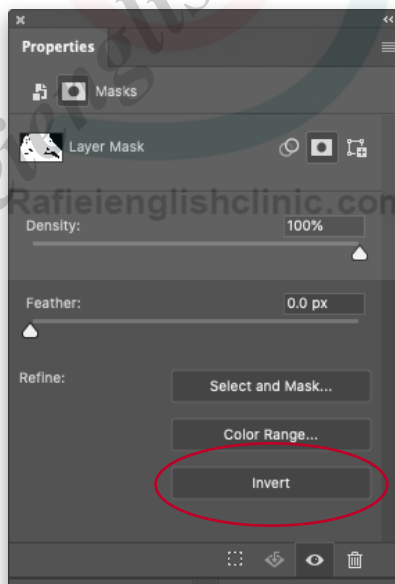 Properties
Masks
Layer Mask
Rafieienglishclinic.com
Density: 100%
Feather: 0.0 px
Refine:
Select and Mask...
Color Range...
Invert